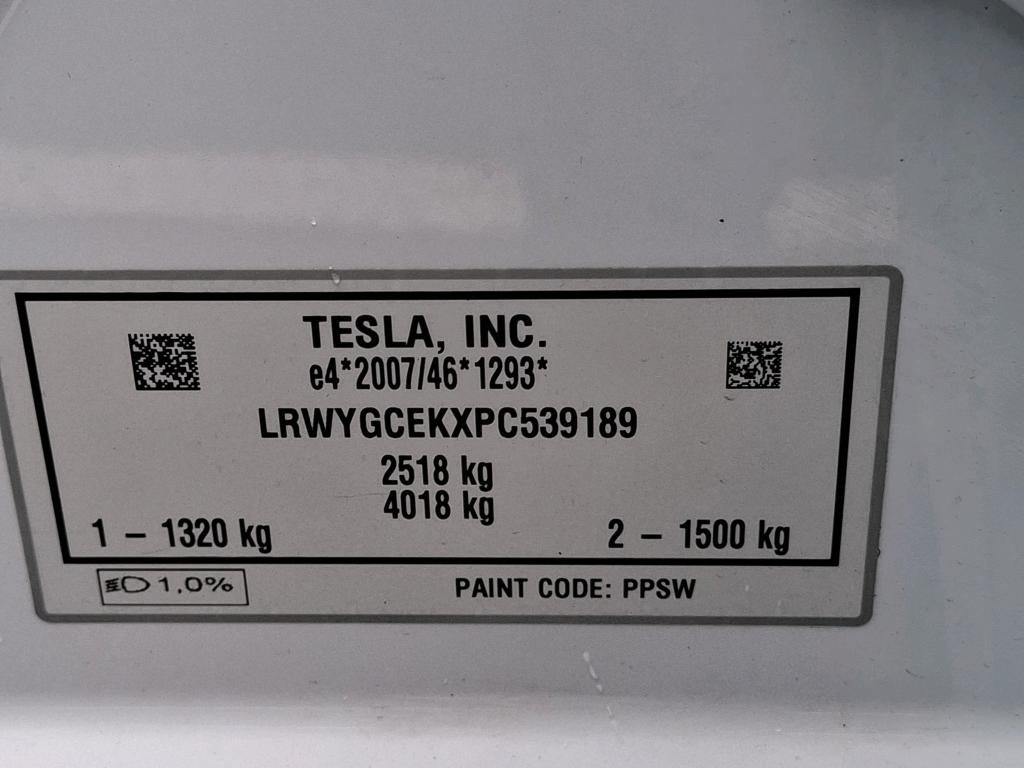 TESLA, INC.
e4*2007/46*1293*
LRWYGCEKXPC539189
2518 kg
4018 kg
1 – 1320 kg 2 – 1500 kg
1,0% PAINT CODE: PPSW